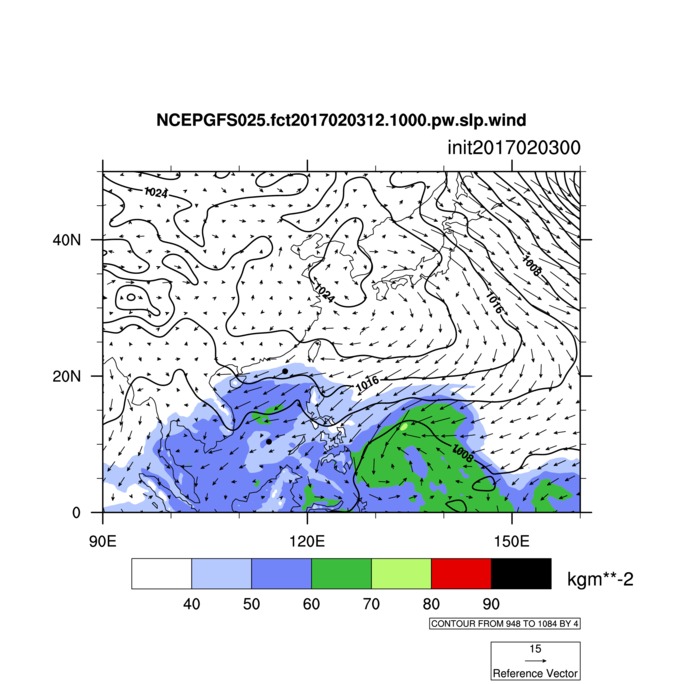 NCEPGFS025.fct2017020312.1000.pw.slp.wind
init2017020300
1024
40N
1008
1024
1016
20N
1016
1008
0
90E 120E 150E
kgm**-2
40 50 60 70 80 90
CONTOUR FROM 948 TO 1084 BY 4
15
Reference Vector